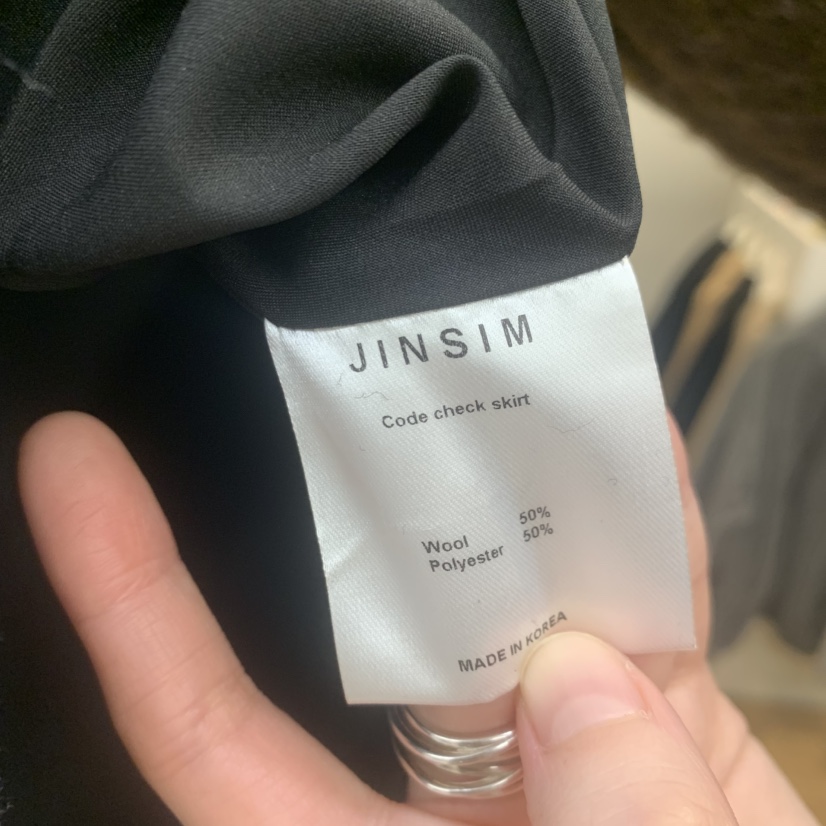 JINSIM
Code check skirt
Wool 50%
Polyester 50%
MADE IN KOREA